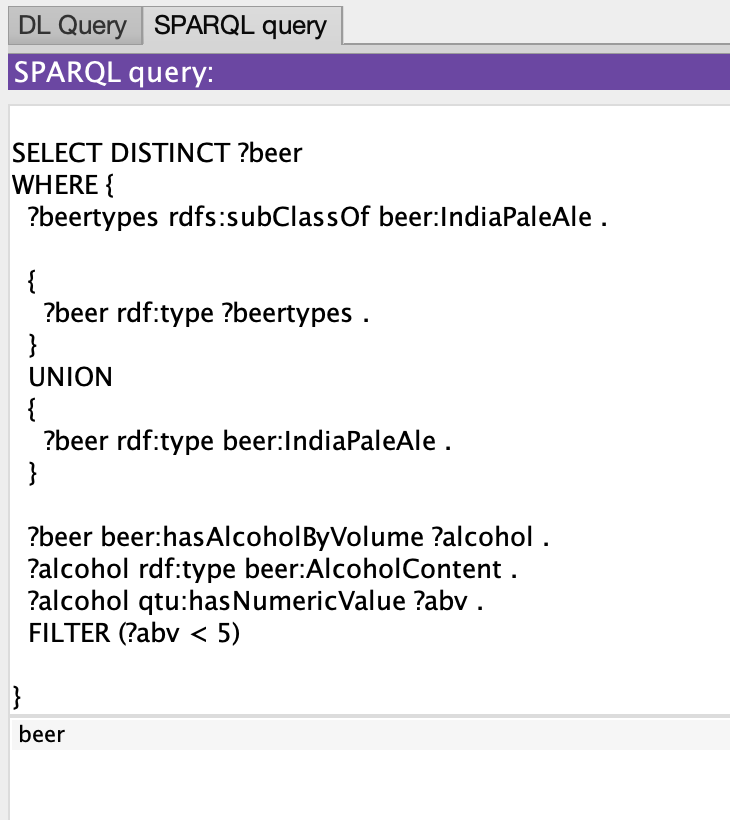 DL Query SPARQL query
SPARQL query:
SELECT DISTINCT ?beer
WHERE {
?beertypes rdfs:subClassOf beer:IndiaPaleAle .
{
?beer rdf:type ?beertypes .
}
UNION
{
?beer rdf:type beer:IndiaPaleAle .
}
?beer beer:hasAlcoholByVolume ?alcohol .
?alcohol rdf:type beer:AlcoholContent .
?alcohol qtu:hasNumericValue ?abv .
FILTER (?abv < 5)
}
beer